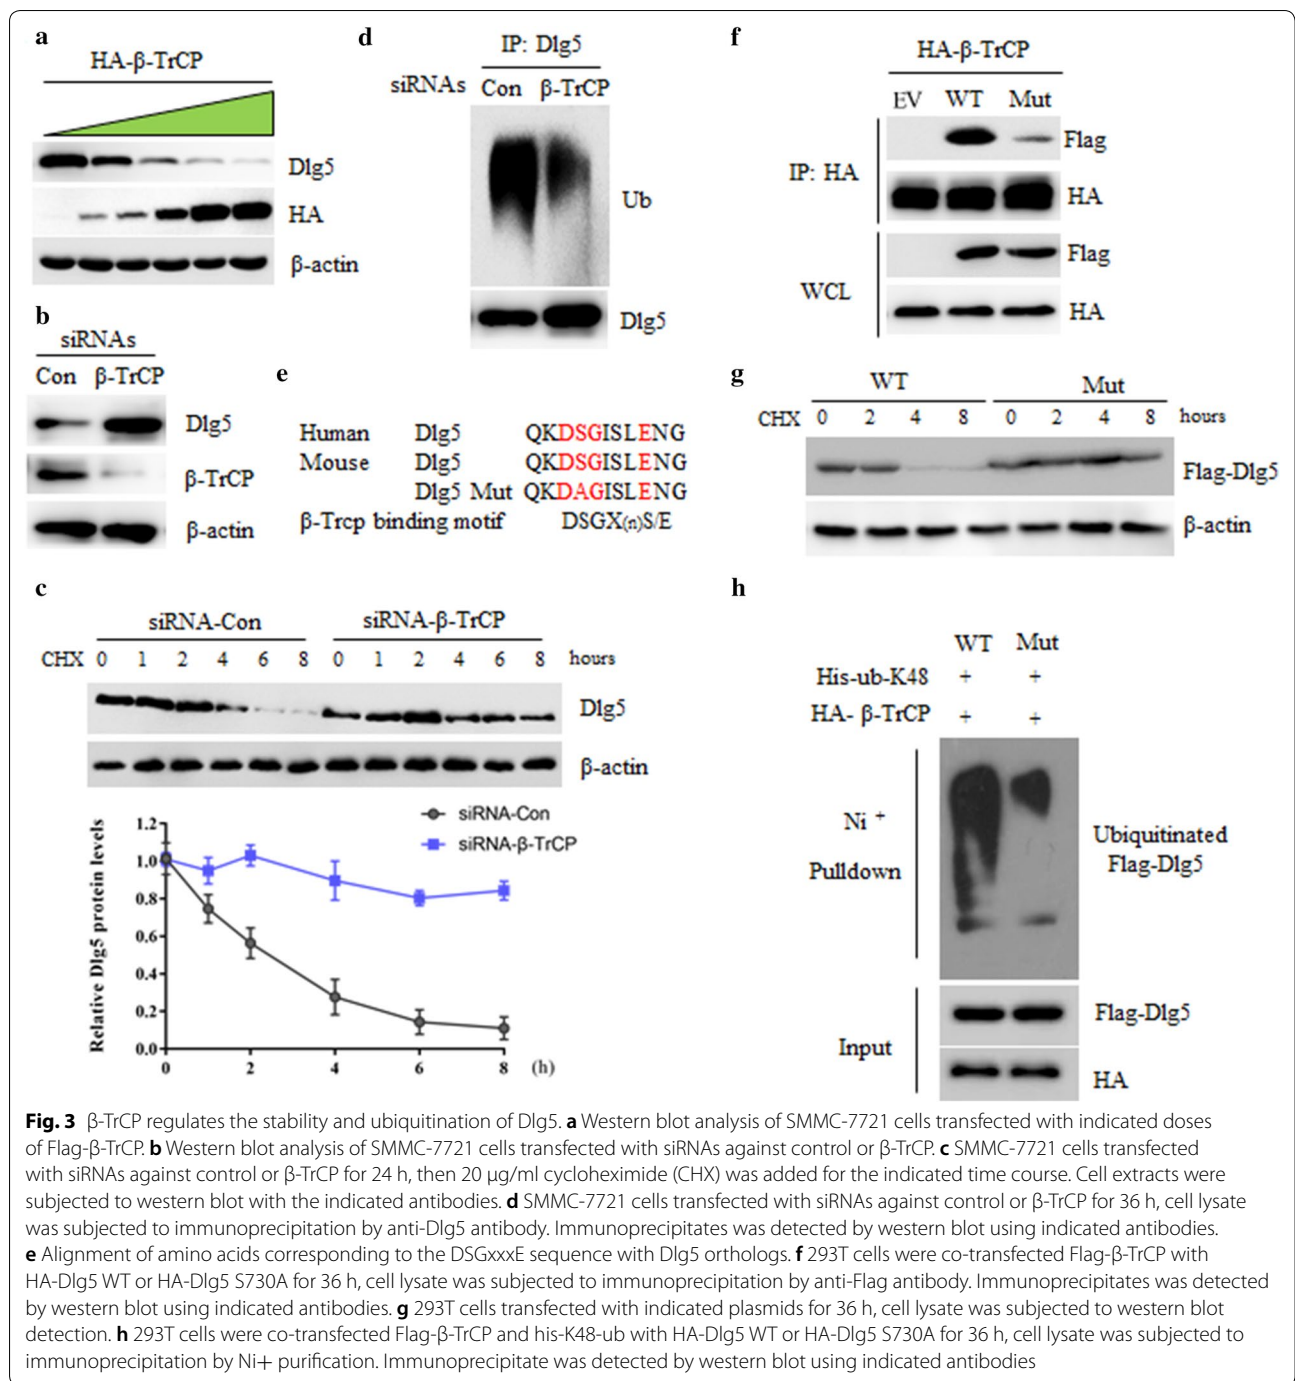 a
HA-β-TrCP
Dlg5
HA
β-actin
b
siRNAs
Con β-TrCP
Dlg5
β-TrCP
β-actin
c
siRNA-Con siRNA-β-TrCP
CHX 0 1 2 4 6 8 0 1 2 4 6 8 hours
Dlg5
β-actin
siRNA-Con
siRNA-β-TrCP
Relative Dlg5 protein levels
1.2
1.0
0.8
0.6
0.4
0.2
0.0
0 2 4 6 8 (h)
d
IP: Dlg5
siRNAs Con β-TrCP
Ub
Dlg5
e
Human Dlg5 QKDSGISLENG
Mouse Dlg5 QKDSGISLENG
Dlg5 Mut QKDAGISLENG
β-Trcp binding motif DSGX(n)S/E
f
HA-β-TrCP
EV WT Mut
IP: HA
Flag
HA
WCL
Flag
HA
g
WT Mut
CHX 0 2 4 8 0 2 4 8 hours
Flag-Dlg5
β-actin
h
WT Mut
His-ub-K48 + +
HA- β-TrCP + +
Ni +
Pulldown
Ubiquitinated
Flag-Dlg5
Input
Flag-Dlg5
HA
Fig. 3 β-TrCP regulates the stability and ubiquitination of Dlg5. a Western blot analysis of SMMC-7721 cells transfected with indicated doses
of Flag-β-TrCP. b Western blot analysis of SMMC-7721 cells transfected with siRNAs against control or β-TrCP. c SMMC-7721 cells transfected
with siRNAs against control or β-TrCP for 24 h, then 20 μg/ml cycloheximide (CHX) was added for the indicated time course. Cell extracts were
subjected to western blot with the indicated antibodies. d SMMC-7721 cells transfected with siRNAs against control or β-TrCP for 36 h, cell lysate
was subjected to immunoprecipitation by anti-Dlg5 antibody. Immunoprecipitates was detected by western blot using indicated antibodies.
e Alignment of amino acids corresponding to the DSGxxxE sequence with Dlg5 orthologs. f 293T cells were co-transfected Flag-β-TrCP with
HA-Dlg5 WT or HA-Dlg5 S730A for 36 h, cell lysate was subjected to immunoprecipitation by anti-Flag antibody. Immunoprecipitates was detected
by western blot using indicated antibodies. g 293T cells transfected with indicated plasmids for 36 h, cell lysate was subjected to western blot
detection. h 293T cells were co-transfected Flag-β-TrCP and his-K48-ub with HA-Dlg5 WT or HA-Dlg5 S730A for 36 h, cell lysate was subjected to
immunoprecipitation by Ni+ purification. Immunoprecipitate was detected by western blot using indicated antibodies